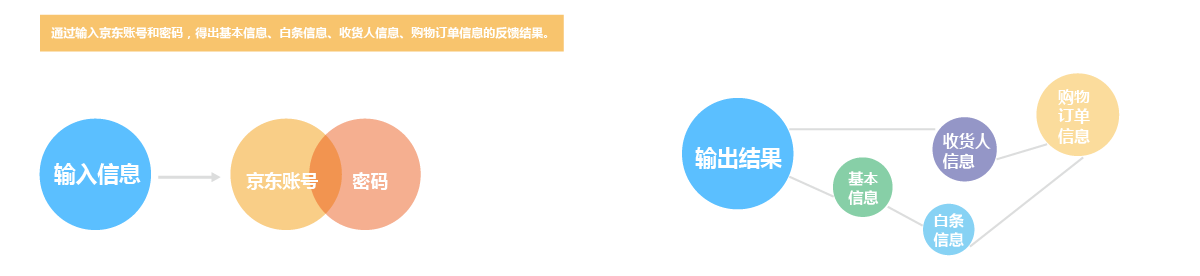 通过输入京东账号和密码，得出基本信息、白条信息、收货人信息、购物订单信息的反馈结果。
输入信息
京东账号
密码
输出结果
基本
信息
白条
信息
收货人
信息
购物
订单
信息